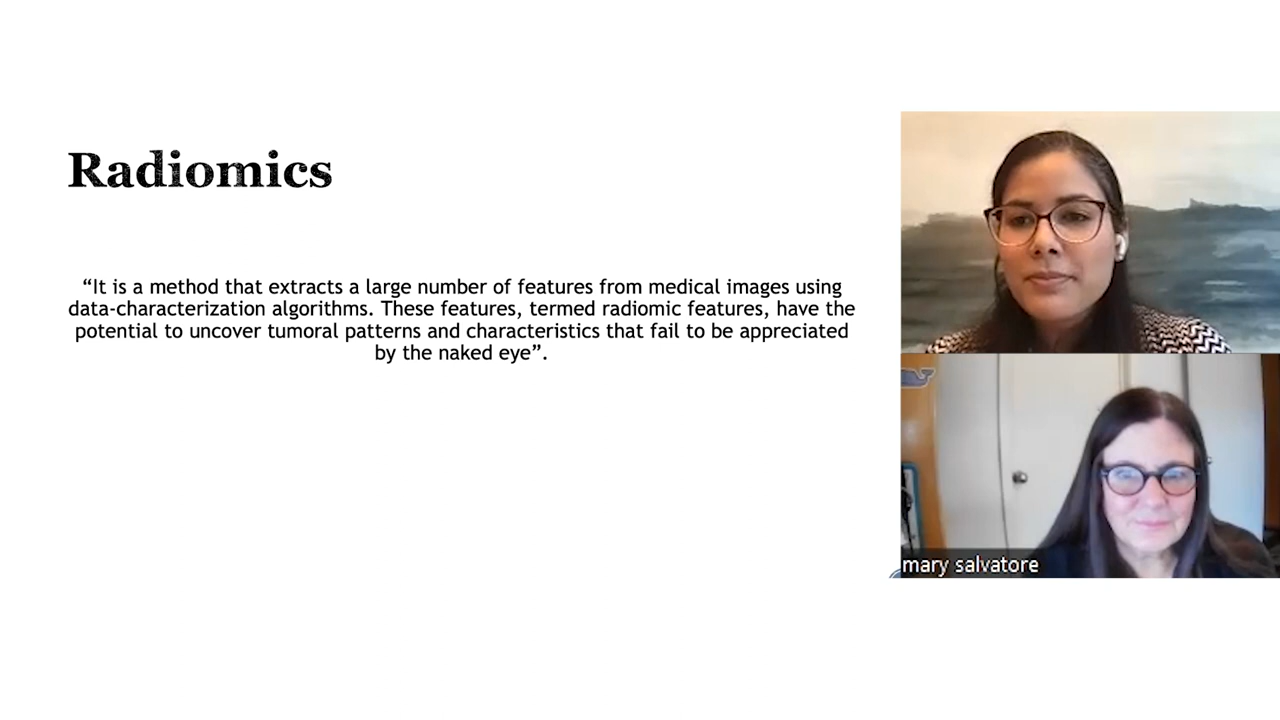 Radiomics
“It is a method that extracts a large number of features from medical images using
data-characterization algorithms. These features, termed radiomic features, have the
potential to uncover tumoral patterns and characteristics that fail to be appreciated
by the naked eye”.
mary salvatore